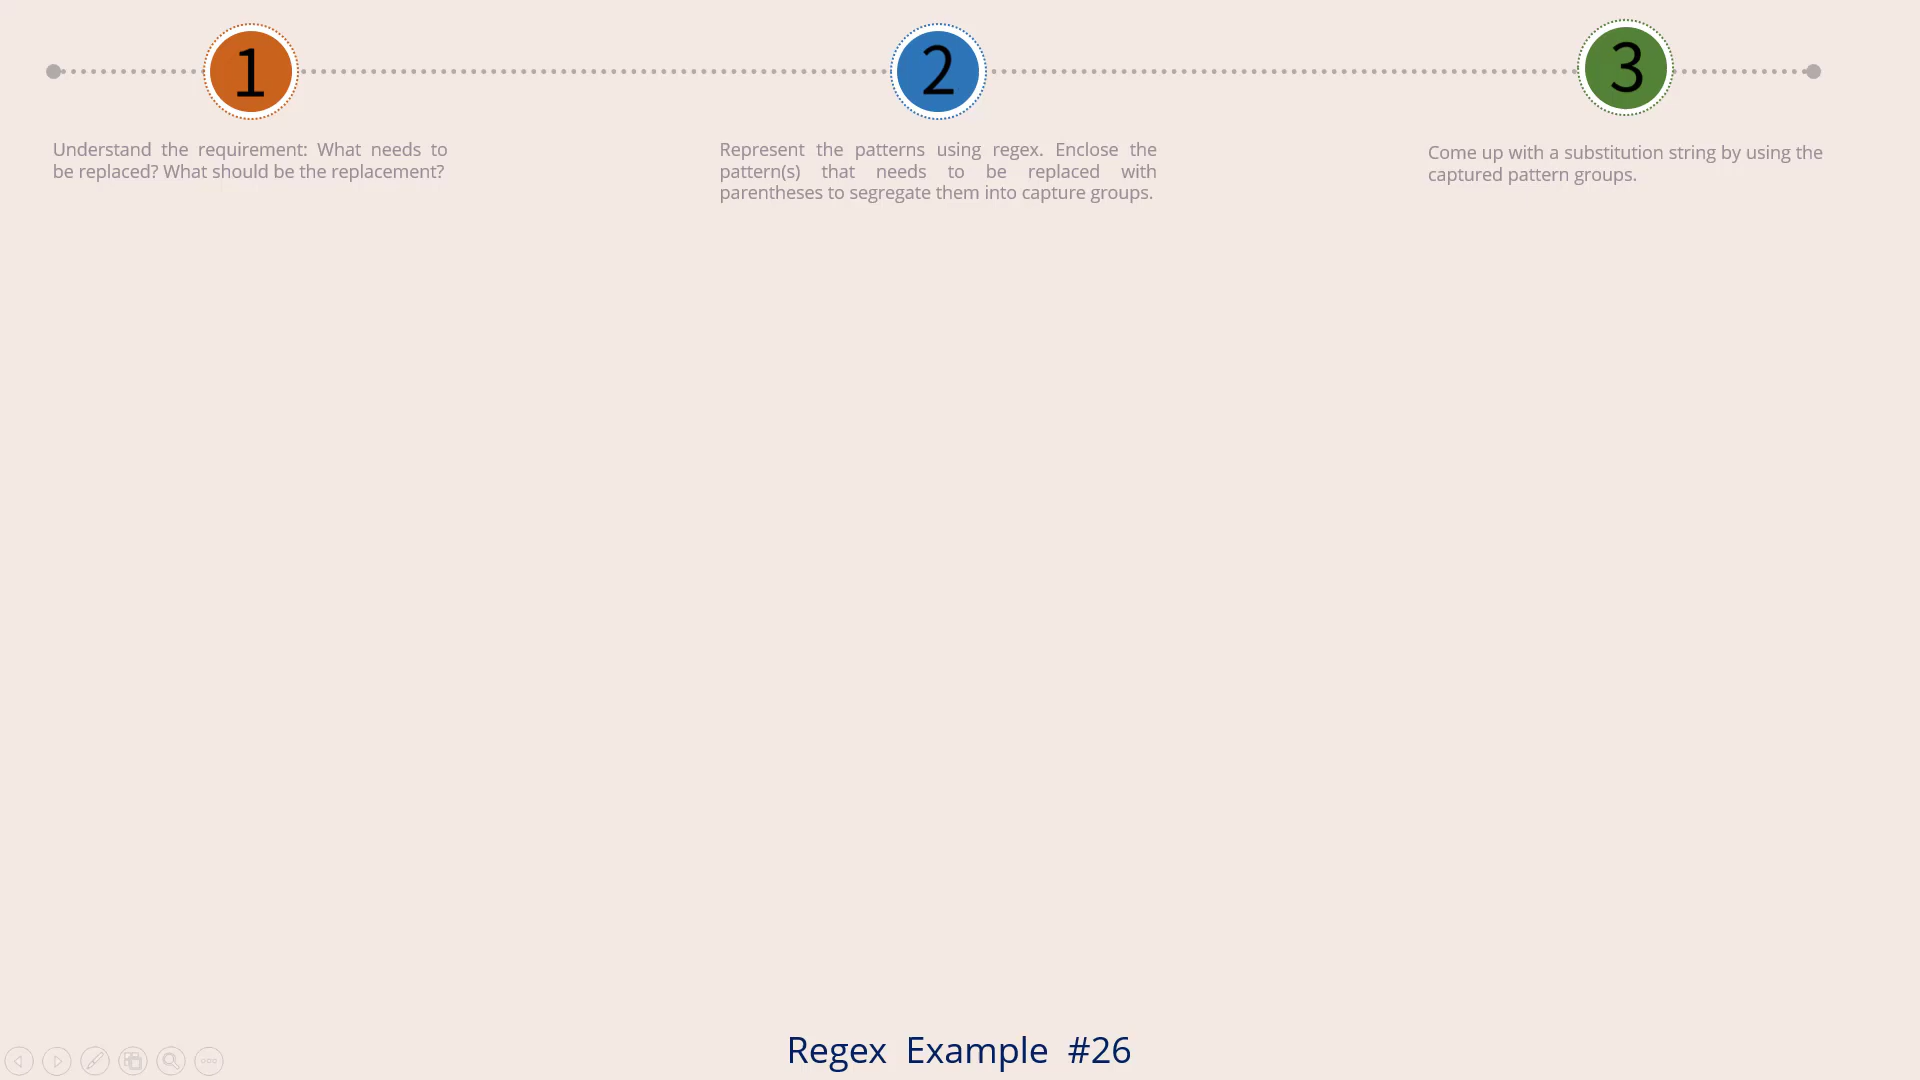 1
2
3
Understand the requirement: What needs to
be replaced? What should be the replacement?
Represent the patterns using regex. Enclose the
pattern(s) that needs to be replaced with
parentheses to segregate them into capture groups.
Come up with a substitution string by using the
captured pattern groups.
Regex Example #26